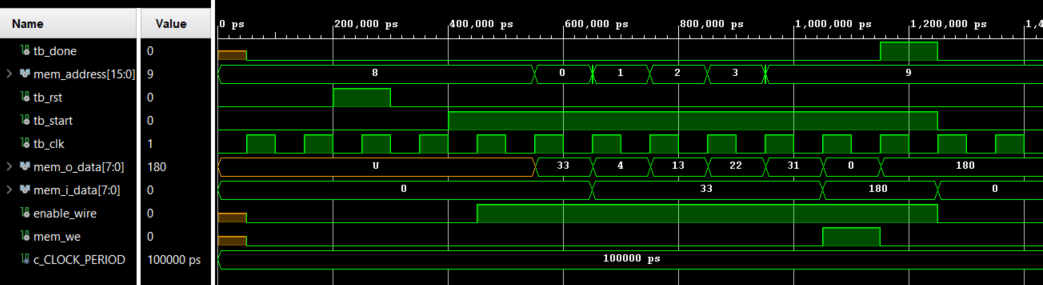 Name Value 0 ps 200,000 ps 400,000 ps 600,000 ps 800,000 ps 1,000,000 ps 1,200,000 ps 1,4
tb_done 0
mem_address[15:0] 9 8 0 1 2 3 9
tb_rst 0
tb_start 0
tb_clk 1
mem_o_data[7:0] 180 U 33 4 13 22 31 0 180
mem_i_data[7:0] 0 0 33 180 0
enable_wire 0
mem_we 0
c_CLOCK_PERIOD 100000 ps 100000 ps